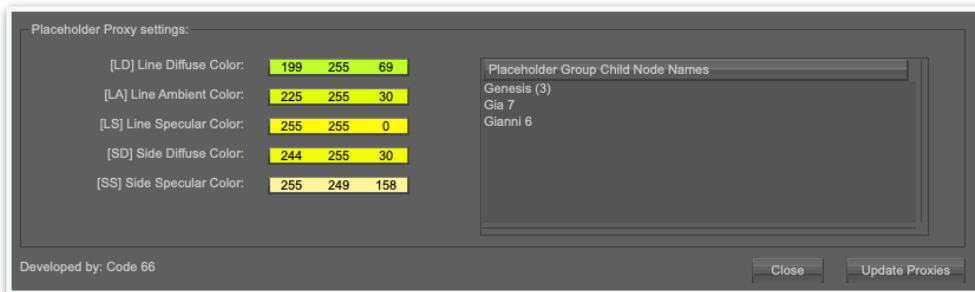 Placeholder Proxy settings:
[LD] Line Diffuse Color: 199 255 69
[LA] Line Ambient Color: 225 255 30
[LS] Line Specular Color: 255 255 0
[SD] Side Diffuse Color: 244 255 30
[SS] Side Specular Color: 255 249 158
Placeholder Group Child Node Names
Genesis (3)
Gia 7
Gianni 6
Developed by: Code 66
Close Update Proxies